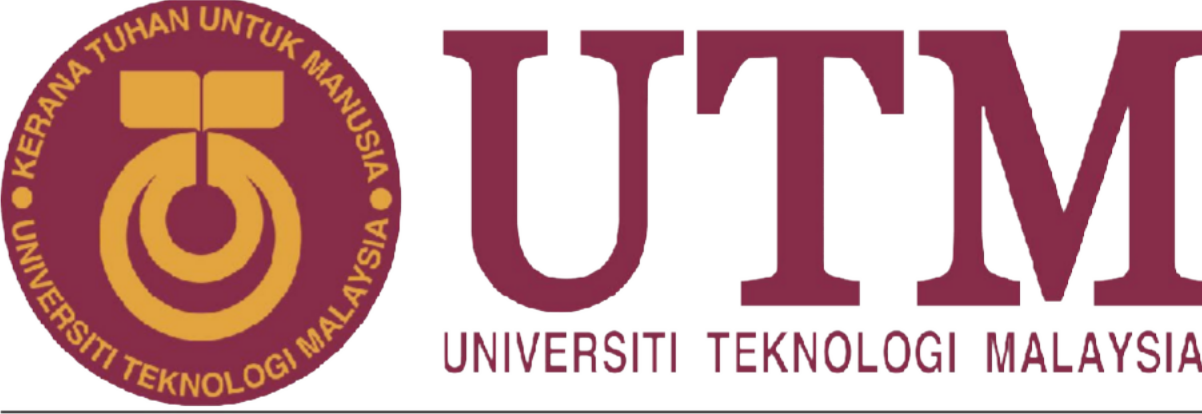 KERANA TUHAN UNTUK MANUSIA
UNIVERSITI TEKNOLOGI MALAYSIA
UTM
UNIVERSITI TEKNOLOGI MALAYSIA